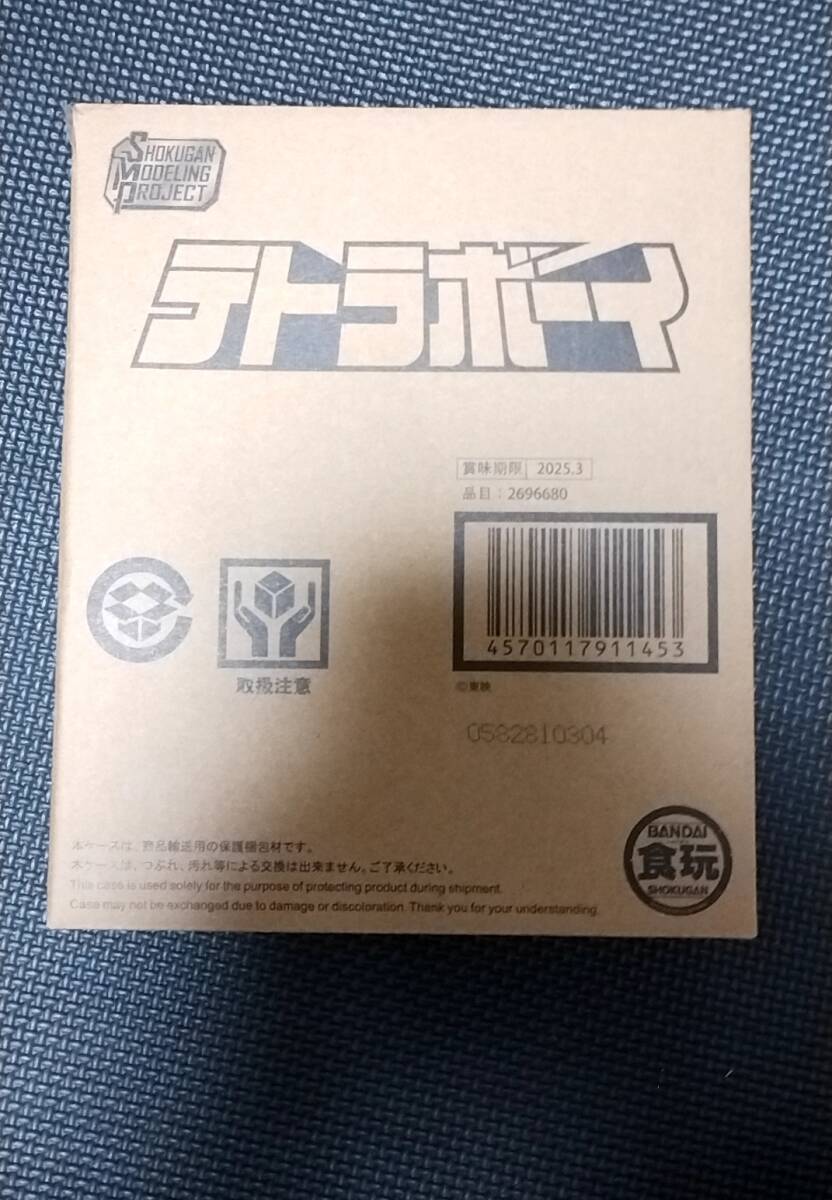 SHOKUGAN
MODELING
PROJECT
テトラボーイ
賞味期限 2025.3
品目：2696680
4570117911453
取扱注意
©東映
0582810304
本ケースは、商品輸送用の保護梱包材です。
本ケースは、つぶれ、汚れ等による交換は出来ません。ご了承ください。
This case is used solely for the purpose of protecting product during shipment.
Case may not be exchanged due to damage or discoloration. Thank you for your understanding.
BANDAI
食玩
SHOKUGAN